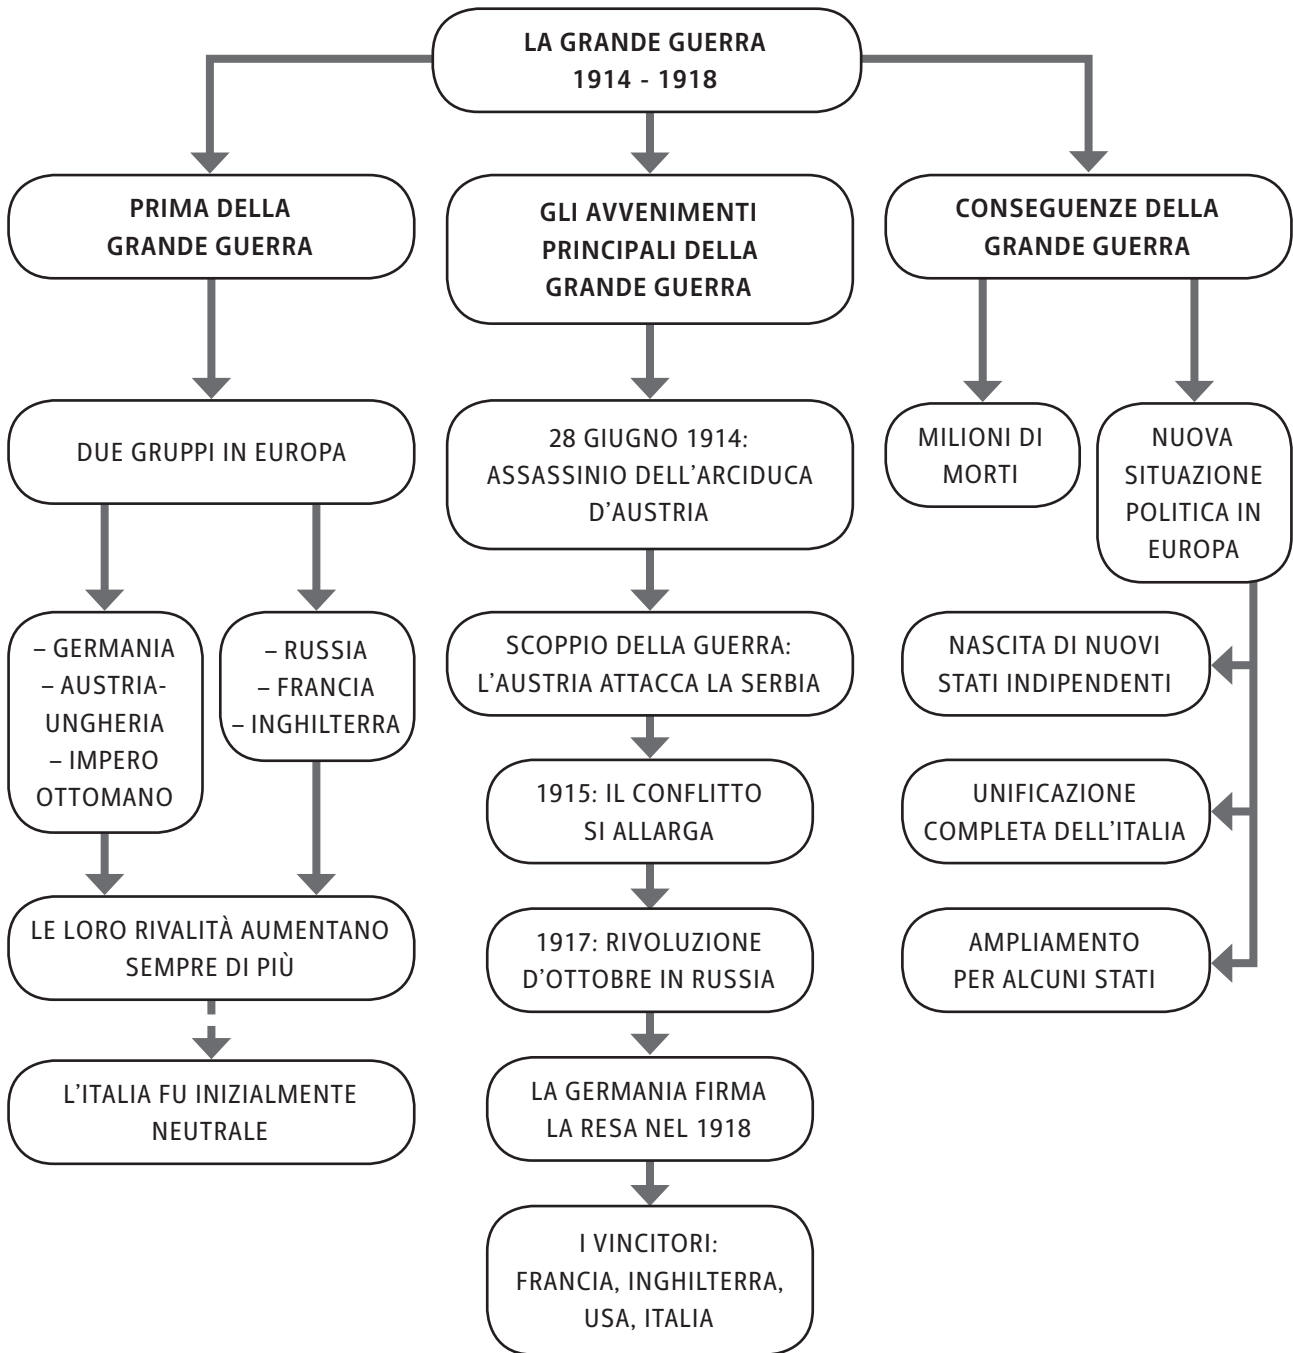 LA GRANDE GUERRA
1914 - 1918
PRIMA DELLA
GRANDE GUERRA
GLI AVVENIMENTI
PRINCIPALI DELLA
GRANDE GUERRA
CONSEGUENZE DELLA
GRANDE GUERRA
DUE GRUPPI IN EUROPA
– GERMANIA
– AUSTRIA-
UNGHERIA
– IMPERO
OTTOMANO
– RUSSIA
– FRANCIA
– INGHILTERRA
LE LORO RIVALITÀ AUMENTANO
SEMPRE DI PIÙ
L'ITALIA FU INIZIALMENTE
NEUTRALE
28 GIUGNO 1914:
ASSASSINIO DELL'ARCIDUCA
D'AUSTRIA
SCOPPIO DELLA GUERRA:
L'AUSTRIA ATTACCA LA SERBIA
1915: IL CONFLITTO
SI ALLARGA
1917: RIVOLUZIONE
D'OTTOBRE IN RUSSIA
LA GERMANIA FIRMA
LA RESA NEL 1918
I VINCITORI:
FRANCIA, INGHILTERRA,
USA, ITALIA
MILIONI DI
MORTI
NUOVA
SITUAZIONE
POLITICA IN
EUROPA
NASCITA DI NUOVI
STATI INDIPENDENTI
UNIFICAZIONE
COMPLETA DELL'ITALIA
AMPLIAMENTO
PER ALCUNI STATI